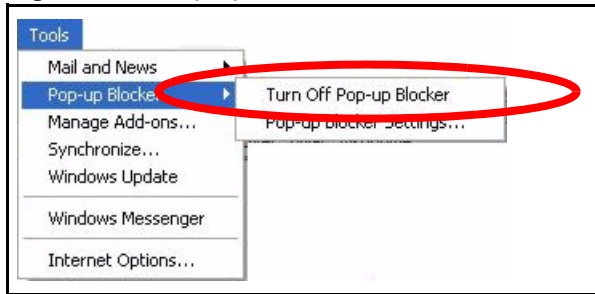 Tools
Mail and News
Pop-up Blocker
Turn Off Pop-up Blocker
Manage Add-ons...
Pop-up Blocker Settings...
Synchronize...
Windows Update
Windows Messenger
Internet Options...